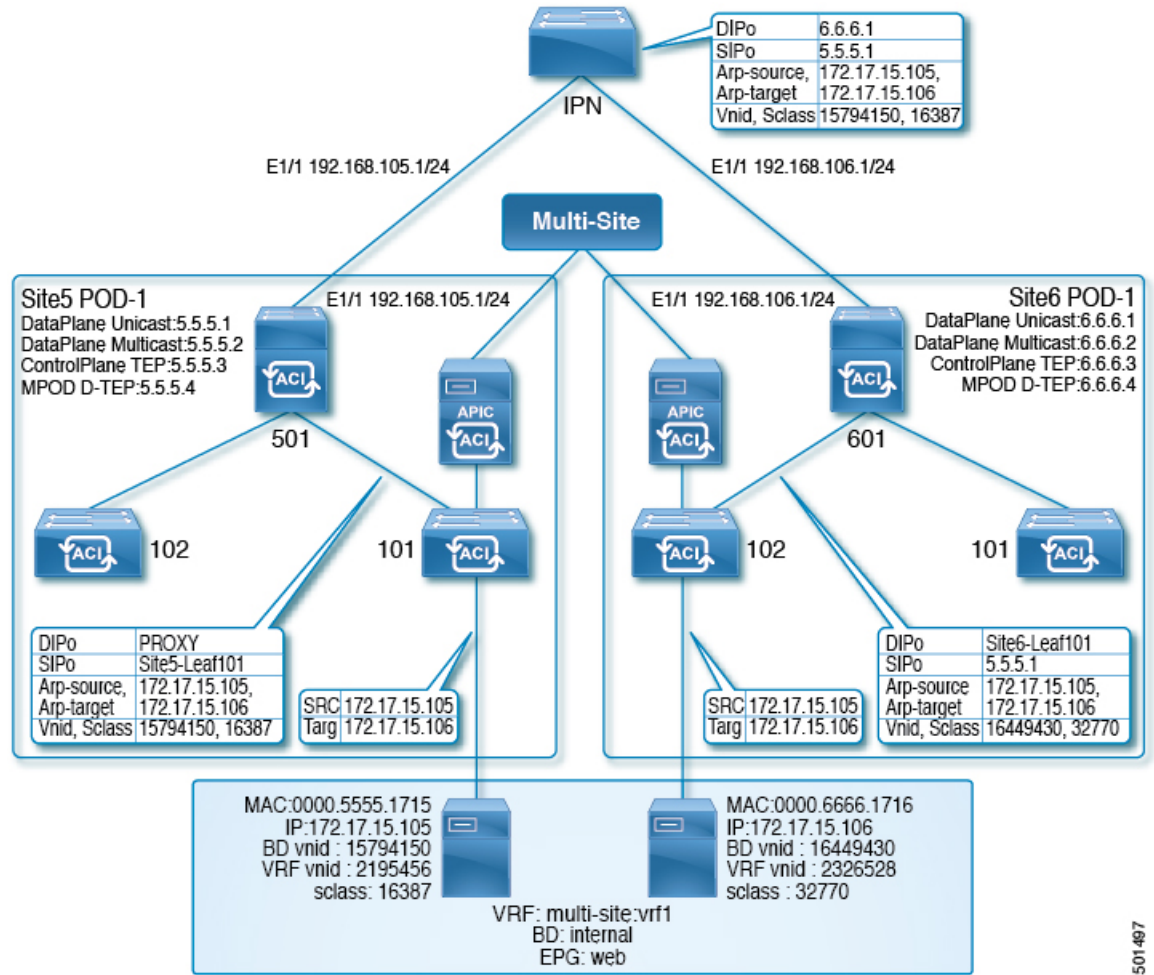 DIPo 6.6.6.1
SIPo 5.5.5.1
Arp-source, 172.17.15.105,
Arp-target 172.17.15.106
Vnid, Sclass 15794150, 16387
IPN
E1/1 192.168.105.1/24
E1/1 192.168.106.1/24
Multi-Site
Site5 POD-1
DataPlane Unicast:5.5.5.1
DataPlane Multicast:5.5.5.2
ControlPlane TEP:5.5.5.3
MPOD D-TEP:5.5.5.4
E1/1 192.168.105.1/24
ACI
501
APIC
ACI
ACI
102
101
ACI
DIPo PROXY
SIPo Site5-Leaf101
Arp-source, 172.17.15.105,
Arp-target 172.17.15.106
Vnid, Sclass 15794150, 16387
SRC 172.17.15.105
Targ 172.17.15.106
E1/1 192.168.106.1/24
Site6 POD-1
DataPlane Unicast:6.6.6.1
DataPlane Multicast:6.6.6.2
ControlPlane TEP:6.6.6.3
MPOD D-TEP:6.6.6.4
ACI
601
APIC
ACI
ACI
102
101
ACI
SRC 172.17.15.105
Targ 172.17.15.106
DIPo Site6-Leaf101
SIPo 5.5.5.1
Arp-source 172.17.15.105,
Arp-target 172.17.15.106
Vnid, Sclass 16449430, 32770
MAC:0000.5555.1715
IP:172.17.15.105
BD vnid : 15794150
VRF vnid : 2195456
sclass: 16387
MAC:0000.6666.1716
IP:172.17.15.106
BD vnid : 16449430
VRF vnid : 2326528
sclass : 32770
VRF: multi-site:vrf1
BD: internal
EPG: web
501497